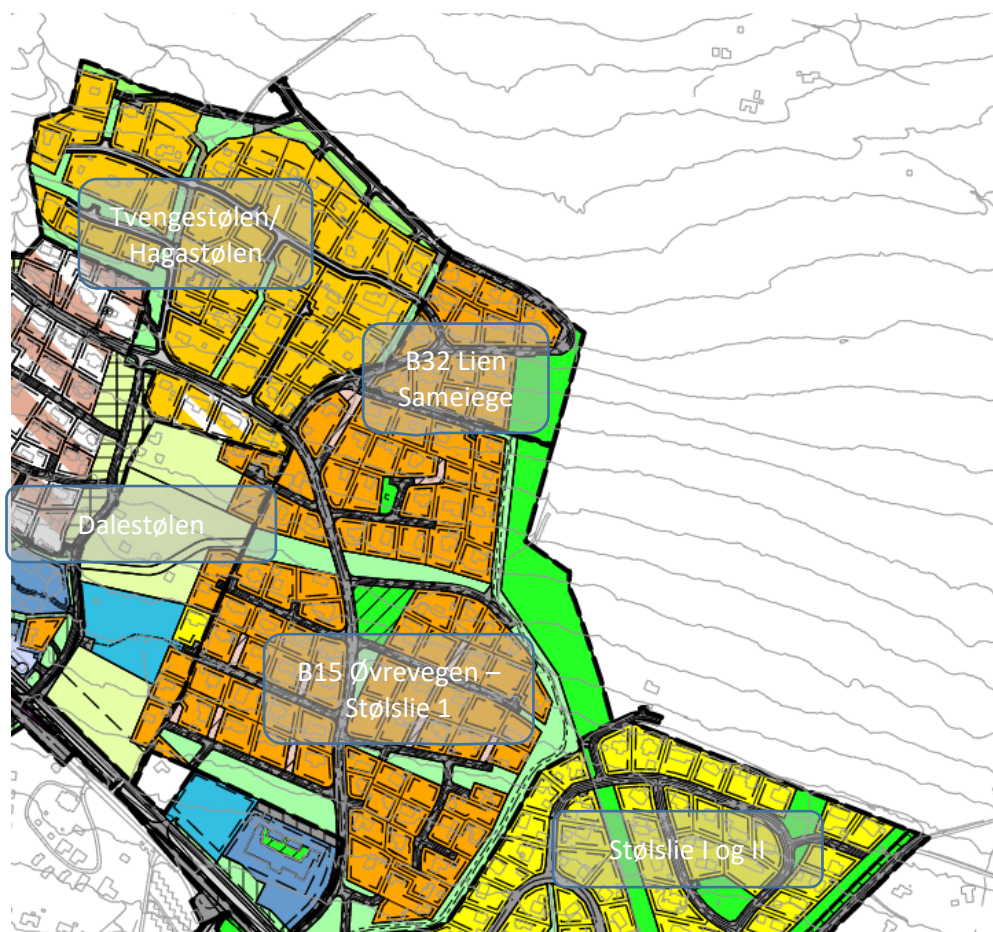 Tvengestølen/
Hagastølen
B32 Lien
Sameiege
Dalestølen
B15 Øvrevegen –
Stølslie 1
Stølslie I og II